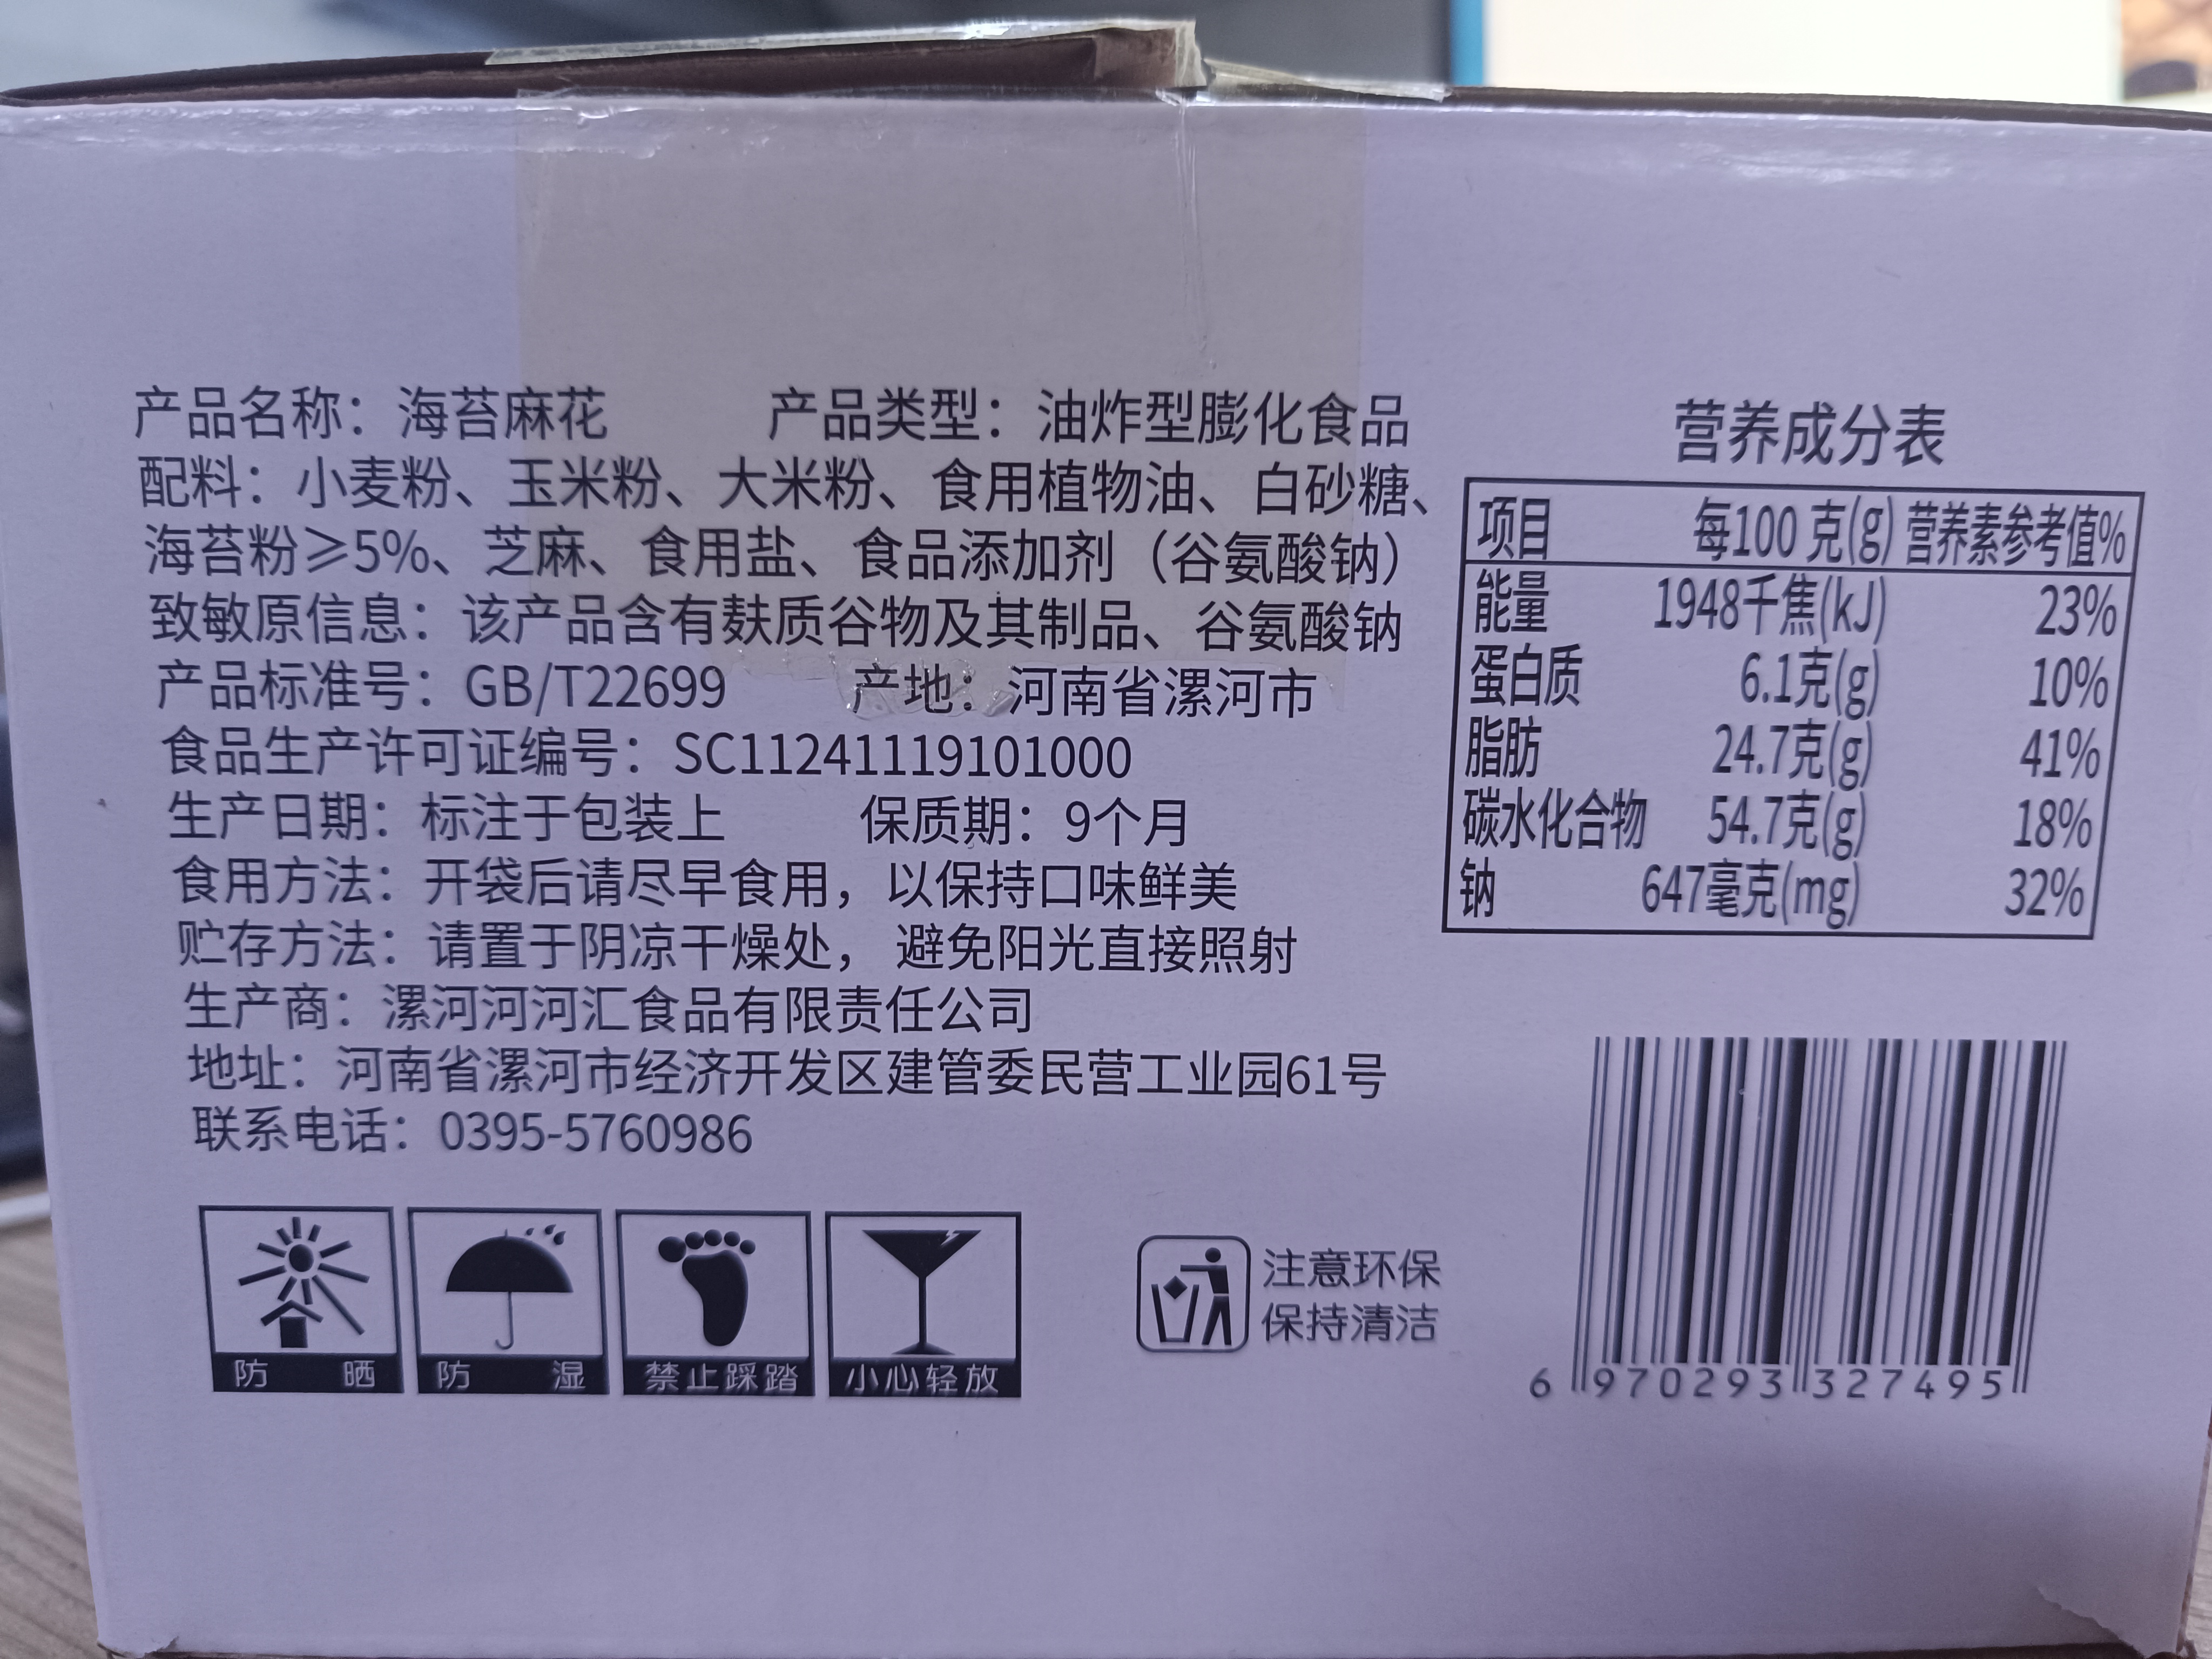 产品名称：海苔麻花 产品类型：油炸型膨化食品
配料：小麦粉、玉米粉、大米粉、食用植物油、白砂糖、
海苔粉≥5%、芝麻、食用盐、食品添加剂（谷氨酸钠）
致敏原信息：该产品含有麸质谷物及其制品、谷氨酸钠
产品标准号：GB/T22699 产地：河南省漯河市
食品生产许可证编号：SC11241119101000
生产日期：标注于包装上 保质期：9个月
食用方法：开袋后请尽早食用，以保持口味鲜美
贮存方法：请置于阴凉干燥处， 避免阳光直接照射
生产商：漯河河河汇食品有限责任公司
地址：河南省漯河市经济开发区建管委民营工业园61号
联系电话：0395-5760986
营养成分表
项目 每100 克(g) 营养素参考值%
能量 1948千焦(kJ) 23%
蛋白质 6.1克(g) 10%
脂肪 24.7克(g) 41%
碳水化合物 54.7克(g) 18%
钠 647毫克(mg) 32%
防晒 防湿 禁止踩踏 小心轻放
注意环保
保持清洁
6 970293 327495